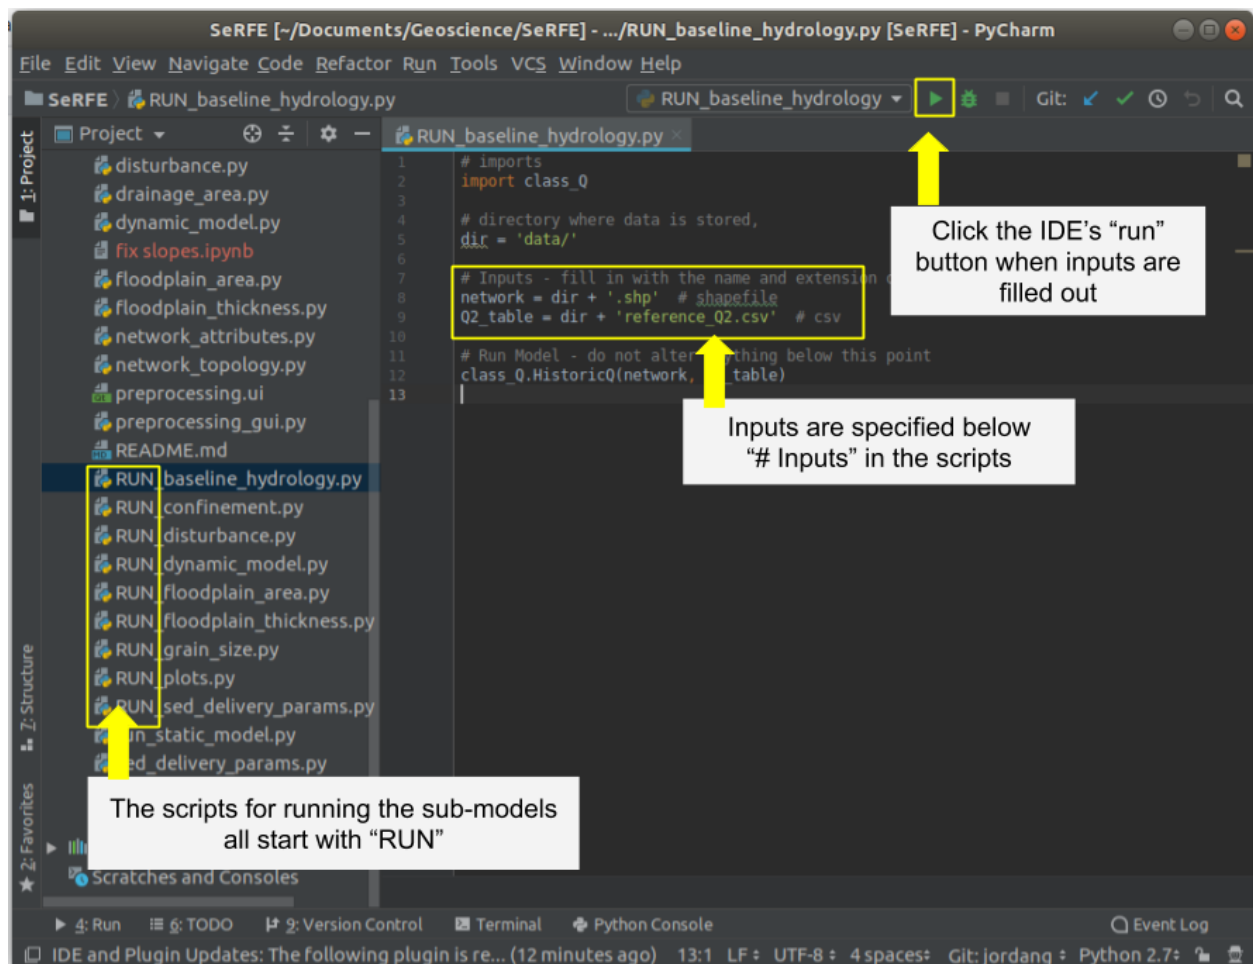 SeRFE [~/Documents/Geoscience/SeRFE] - .../RUN_baseline_hydrology.py [SeRFE] - PyCharm
File Edit View Navigate Code Refactor Run Tools VCS Window Help
SeRFE RUN_baseline_hydrology.py RUN_baseline_hydrology Git:
1: Project
Project
RUN_baseline_hydrology.py
disturbance.py
drainage_area.py
dynamic_model.py
fix slopes.ipynb
floodplain_area.py
floodplain_thickness.py
network_attributes.py
network_topology.py
preprocessing.ui
preprocessing_gui.py
README.md
RUN_baseline_hydrology.py
RUN_confinement.py
RUN_disturbance.py
RUN_dynamic_model.py
RUN_floodplain_area.py
RUN_floodplain_thickness.py
RUN_grain_size.py
RUN_plots.py
RUN_sed_delivery_params.py
un_static_model.py
ed_delivery_params.py
Scratches and Consoles
1 # imports
2 import class_Q
3
4 # directory where data is stored,
5 dir = 'data/'
6
7 # Inputs - fill in with the name and extension
8 network = dir + '.shp' # shapefile
9 Q2_table = dir + 'reference_Q2.csv' # csv
10
11 # Run Model - do not alter ything below this point
12 class_Q.HistoricQ(network, _table)
13
Click the IDE's “run”
button when inputs are
filled out
Inputs are specified below
“# Inputs” in the scripts
The scripts for running the sub-models
all start with “RUN”
Z: Structure
2: Favorites
4: Run 6: TODO 9: Version Control Terminal Python Console Event Log
IDE and Plugin Updates: The following plugin is re... (12 minutes ago) 13:1 LF UTF-8 4 spaces Git: jordang Python 2.7